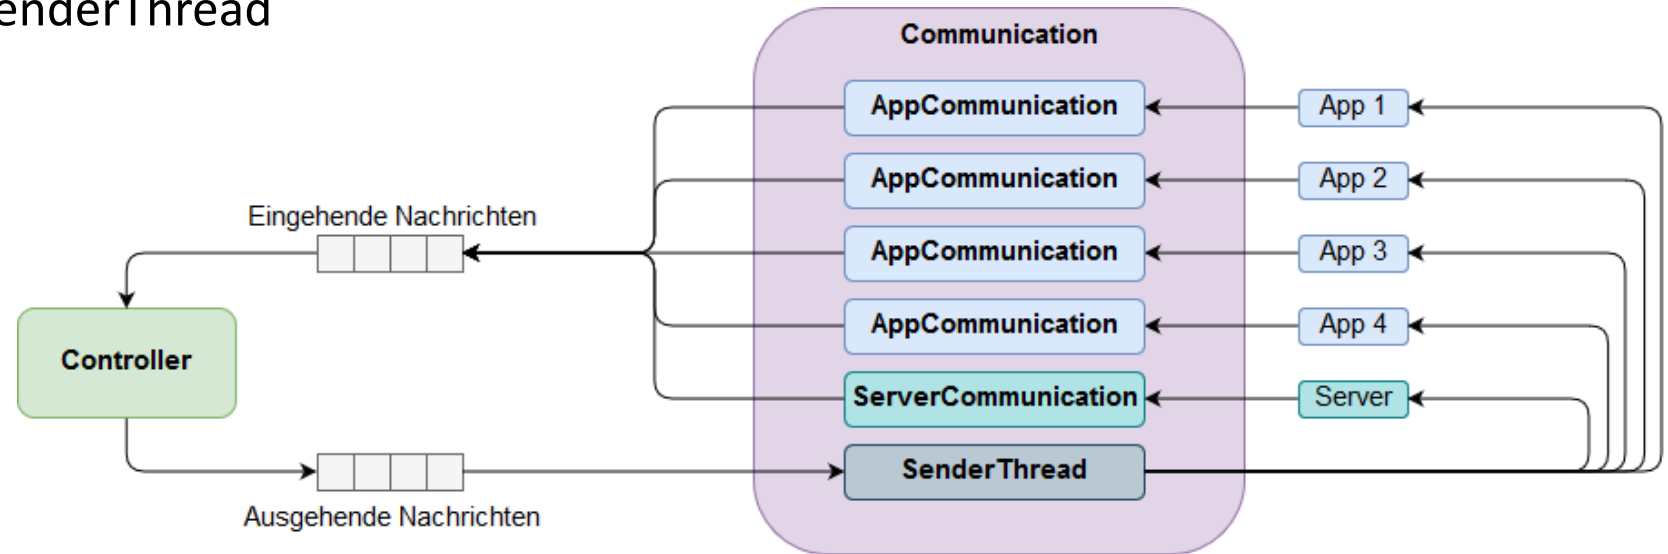 enderThread
Communication
AppCommunication
App 1
AppCommunication
App 2
Eingehende Nachrichten
AppCommunication
App 3
AppCommunication
App 4
Controller
ServerCommunication
Server
SenderThread
Ausgehende Nachrichten